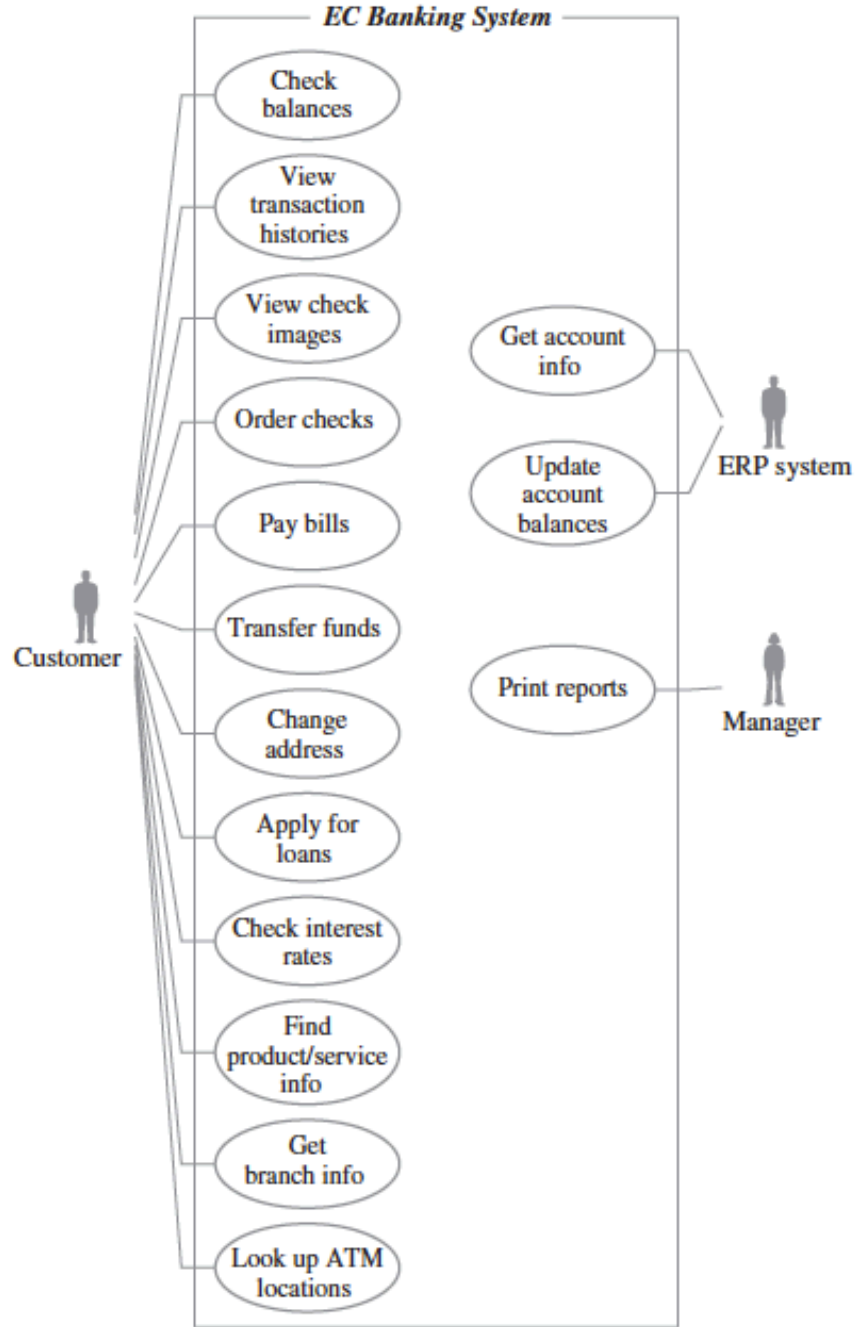 EC Banking System
Check
balances
View
transaction
histories
View check
images
Order checks
Pay bills
Transfer funds
Change
address
Apply for
loans
Check interest
rates
Find
product/service
info
Get
branch info
Look up ATM
locations
Customer
Get account
info
Update
account
balances
ERP system
Print reports
Manager